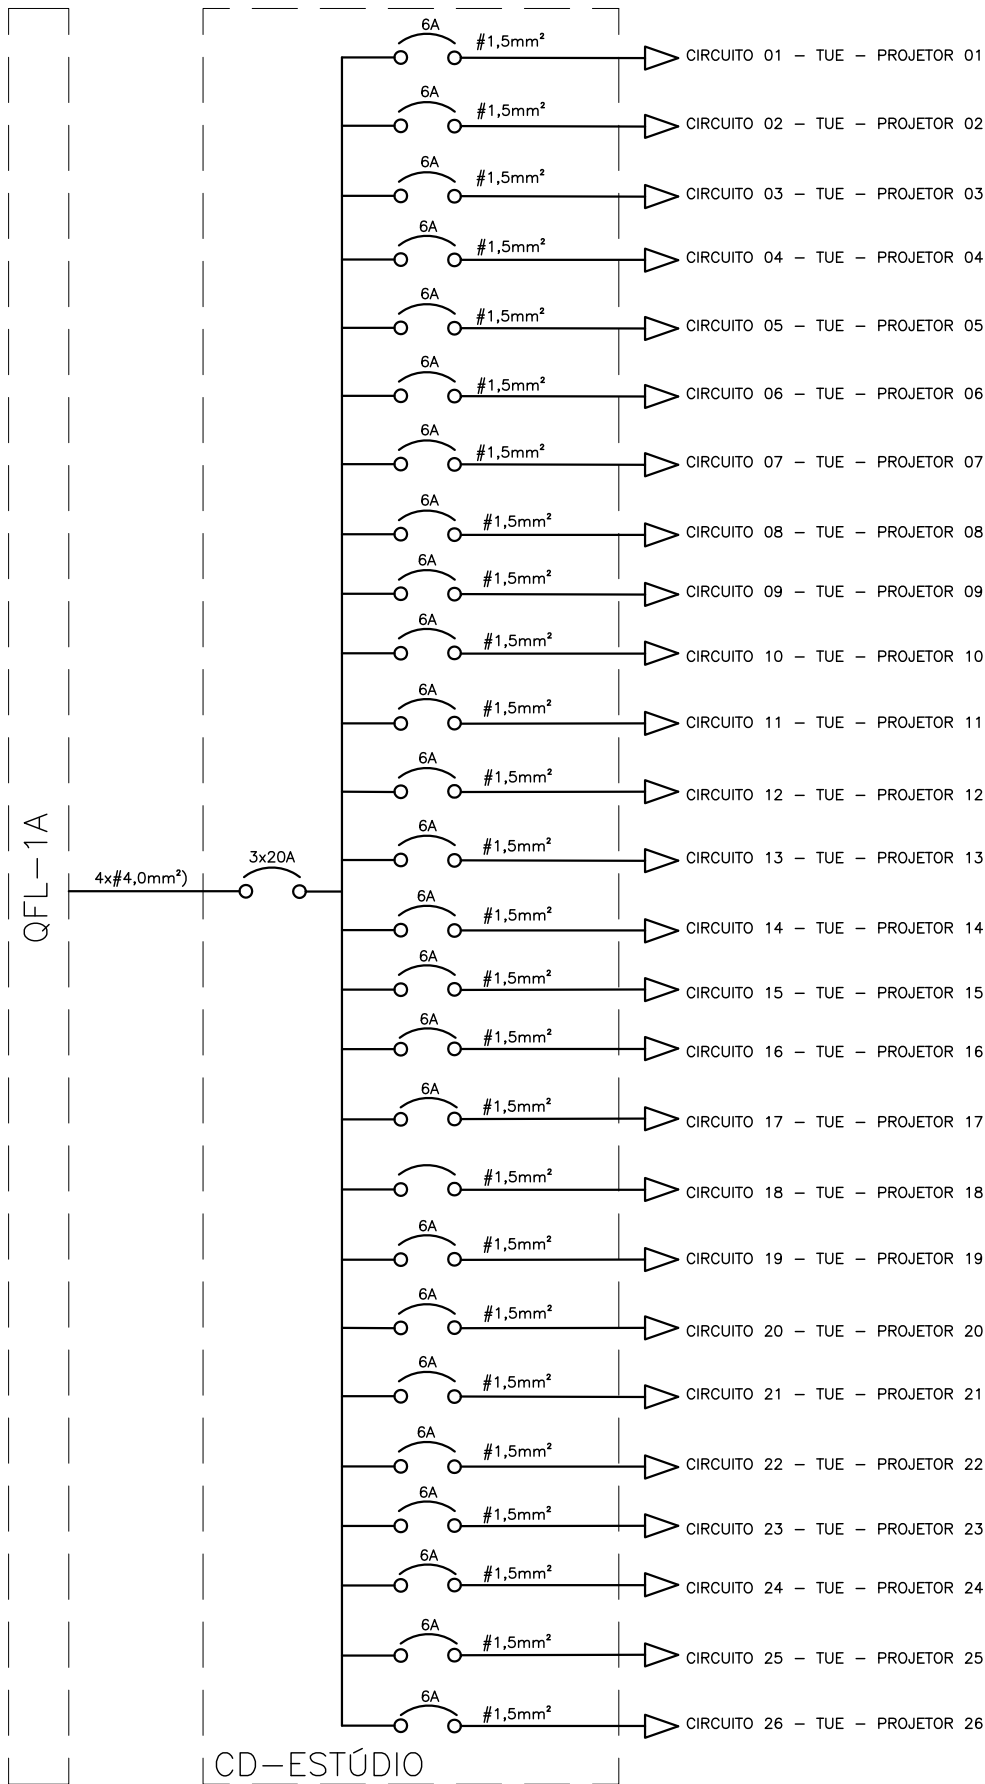 6A #1,5mm² CIRCUITO 01 - TUE - PROJETOR 01
6A #1,5mm² CIRCUITO 02 - TUE - PROJETOR 02
6A #1,5mm² CIRCUITO 03 - TUE - PROJETOR 03
6A #1,5mm² CIRCUITO 04 - TUE - PROJETOR 04
6A #1,5mm² CIRCUITO 05 - TUE - PROJETOR 05
6A #1,5mm² CIRCUITO 06 - TUE - PROJETOR 06
6A #1,5mm² CIRCUITO 07 - TUE - PROJETOR 07
6A #1,5mm² CIRCUITO 08 - TUE - PROJETOR 08
6A #1,5mm² CIRCUITO 09 - TUE - PROJETOR 09
6A #1,5mm² CIRCUITO 10 - TUE - PROJETOR 10
6A #1,5mm² CIRCUITO 11 - TUE - PROJETOR 11
6A #1,5mm² CIRCUITO 12 - TUE - PROJETOR 12
6A #1,5mm² CIRCUITO 13 - TUE - PROJETOR 13
QFL-1A
4x#4,0mm²)
3x20A
6A #1,5mm² CIRCUITO 14 - TUE - PROJETOR 14
6A #1,5mm² CIRCUITO 15 - TUE - PROJETOR 15
6A #1,5mm² CIRCUITO 16 - TUE - PROJETOR 16
6A #1,5mm² CIRCUITO 17 - TUE - PROJETOR 17
#1,5mm² CIRCUITO 18 - TUE - PROJETOR 18
6A #1,5mm² CIRCUITO 19 - TUE - PROJETOR 19
6A #1,5mm² CIRCUITO 20 - TUE - PROJETOR 20
6A #1,5mm² CIRCUITO 21 - TUE - PROJETOR 21
6A #1,5mm² CIRCUITO 22 - TUE - PROJETOR 22
6A #1,5mm² CIRCUITO 23 - TUE - PROJETOR 23
6A #1,5mm² CIRCUITO 24 - TUE - PROJETOR 24
6A #1,5mm² CIRCUITO 25 - TUE - PROJETOR 25
6A #1,5mm² CIRCUITO 26 - TUE - PROJETOR 26
CD-ESTÚDIO